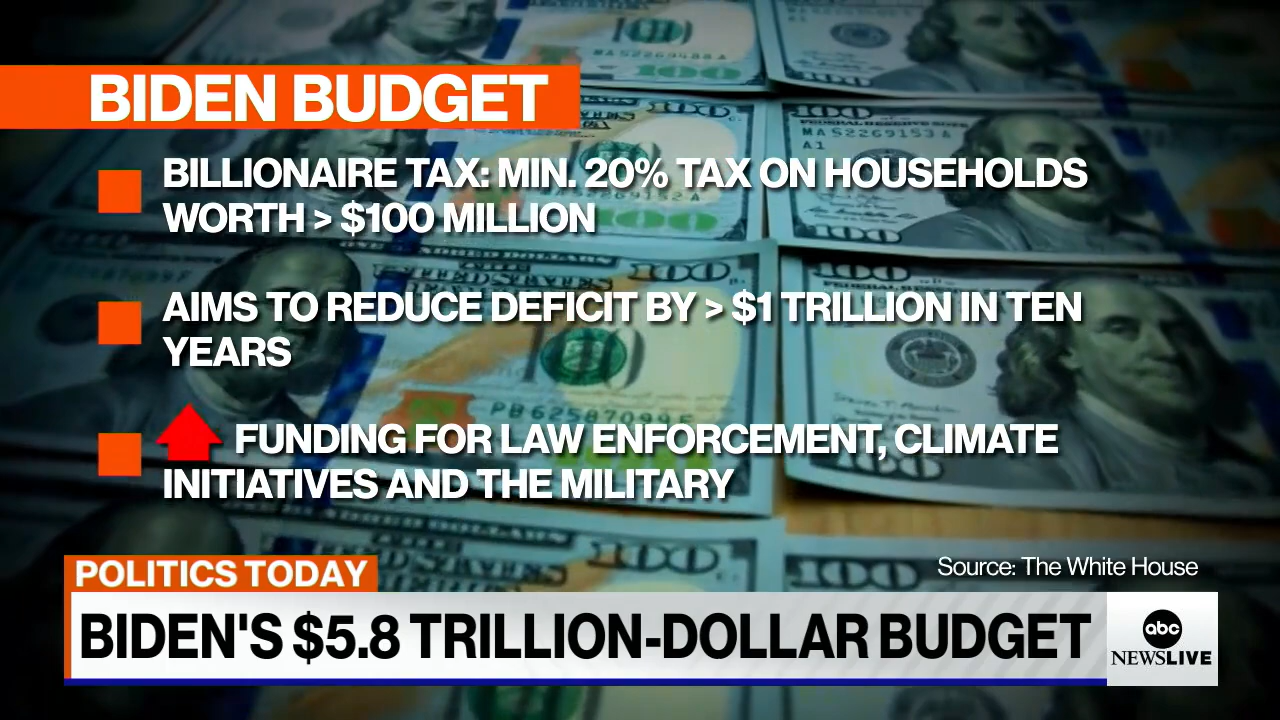 BIDEN BUDGET
BILLIONAIRE TAX: MIN. 20% TAX ON HOUSEHOLDS
WORTH > $100 MILLION
AIMS TO REDUCE DEFICIT BY > $1 TRILLION IN TEN
YEARS
FUNDING FOR LAW ENFORCEMENT, CLIMATE
INITIATIVES AND THE MILITARY
Source: The White House
POLITICS TODAY
BIDEN'S $5.8 TRILLION-DOLLAR BUDGET
abc
NEWSLIVE